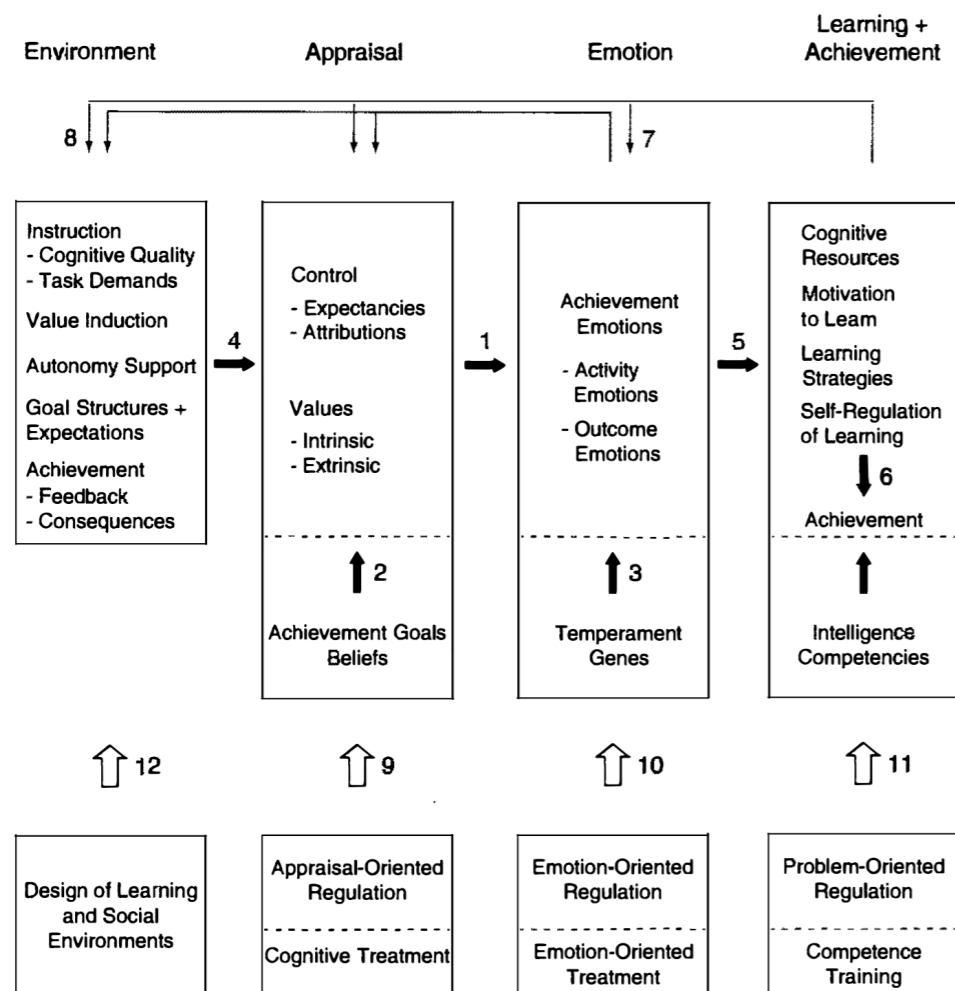 Environment
Appraisal
Emotion
Learning +
Achievement
8
7
Instruction
- Cognitive Quality
- Task Demands
Value Induction
Autonomy Support
Goal Structures +
Expectations
Achievement
- Feedback
- Consequences
4
Control
- Expectancies
- Attributions
Values
- Intrinsic
- Extrinsic
2
Achievement Goals
Beliefs
1
Achievement
Emotions
- Activity
Emotions
- Outcome
Emotions
3
Temperament
Genes
5
Cognitive
Resources
Motivation
to Learn
Learning
Strategies
Self-Regulation
of Learning
6
Achievement
Intelligence
Competencies
12
9
10
11
Design of Learning
and Social
Environments
Appraisal-Oriented
Regulation
Cognitive Treatment
Emotion-Oriented
Regulation
Emotion-Oriented
Treatment
Problem-Oriented
Regulation
Competence
Training